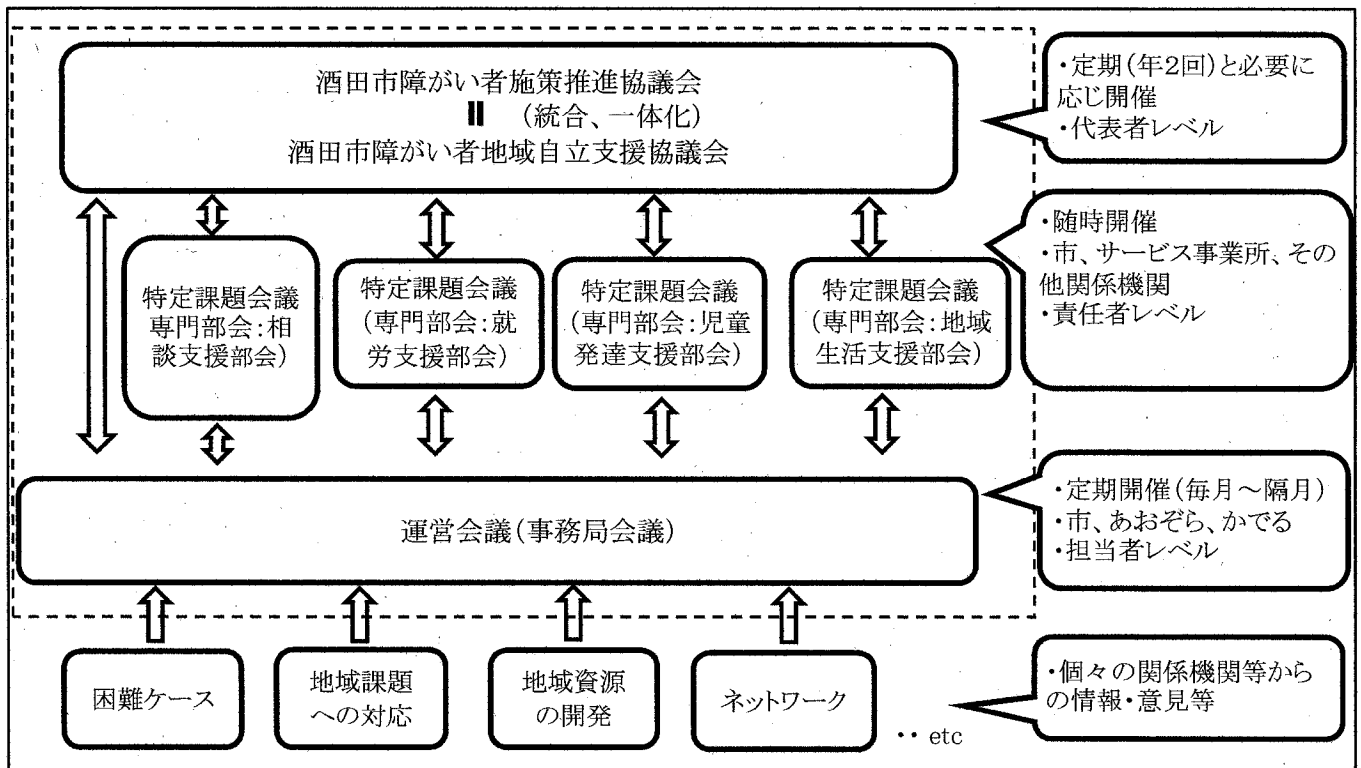 酒田市障がい者施策推進協議会
|| (統合、一体化)
酒田市障がい者地域自立支援協議会
・定期(年2回)と必要に
応じ開催
・代表者レベル
特定課題会議
専門部会:相
談支援部会)
特定課題会議
(専門部会:就
労支援部会)
特定課題会議
(専門部会:児童
発達支援部会)
特定課題会議
(専門部会:地域
生活支援部会)
・随時開催
・市、サービス事業所、その
他関係機関
・責任者レベル
運営会議(事務局会議)
・定期開催(毎月~隔月)
・市、あおぞら、かでる
・担当者レベル
困難ケース
地域課題
への対応
地域資源
の開発
ネットワーク
・・ etc
・個々の関係機関等から
の情報・意見等